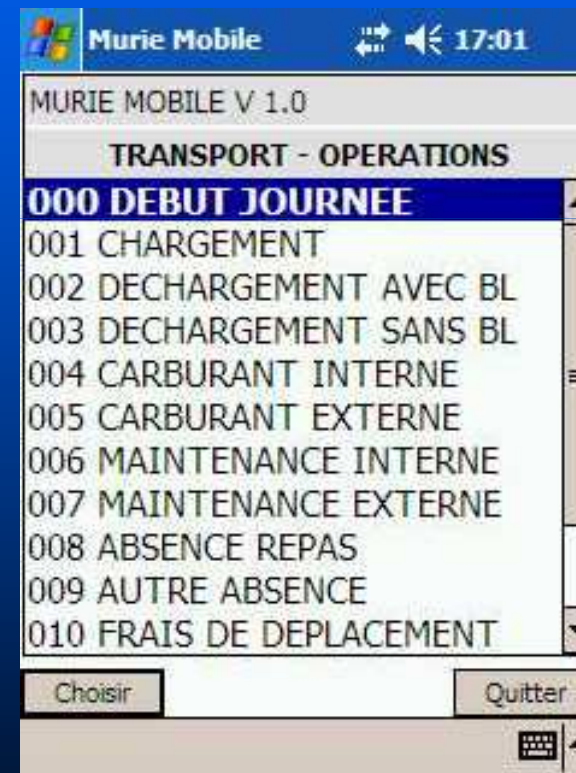 Murie Mobile 17:01
MURIE MOBILE V 1.0
TRANSPORT - OPERATIONS
000 DEBUT JOURNEE
001 CHARGEMENT
002 DECHARGEMENT AVEC BL
003 DECHARGEMENT SANS BL
004 CARBURANT INTERNE
005 CARBURANT EXTERNE
006 MAINTENANCE INTERNE
007 MAINTENANCE EXTERNE
008 ABSENCE REPAS
009 AUTRE ABSENCE
010 FRAIS DE DEPLACEMENT
Choisir Quitter